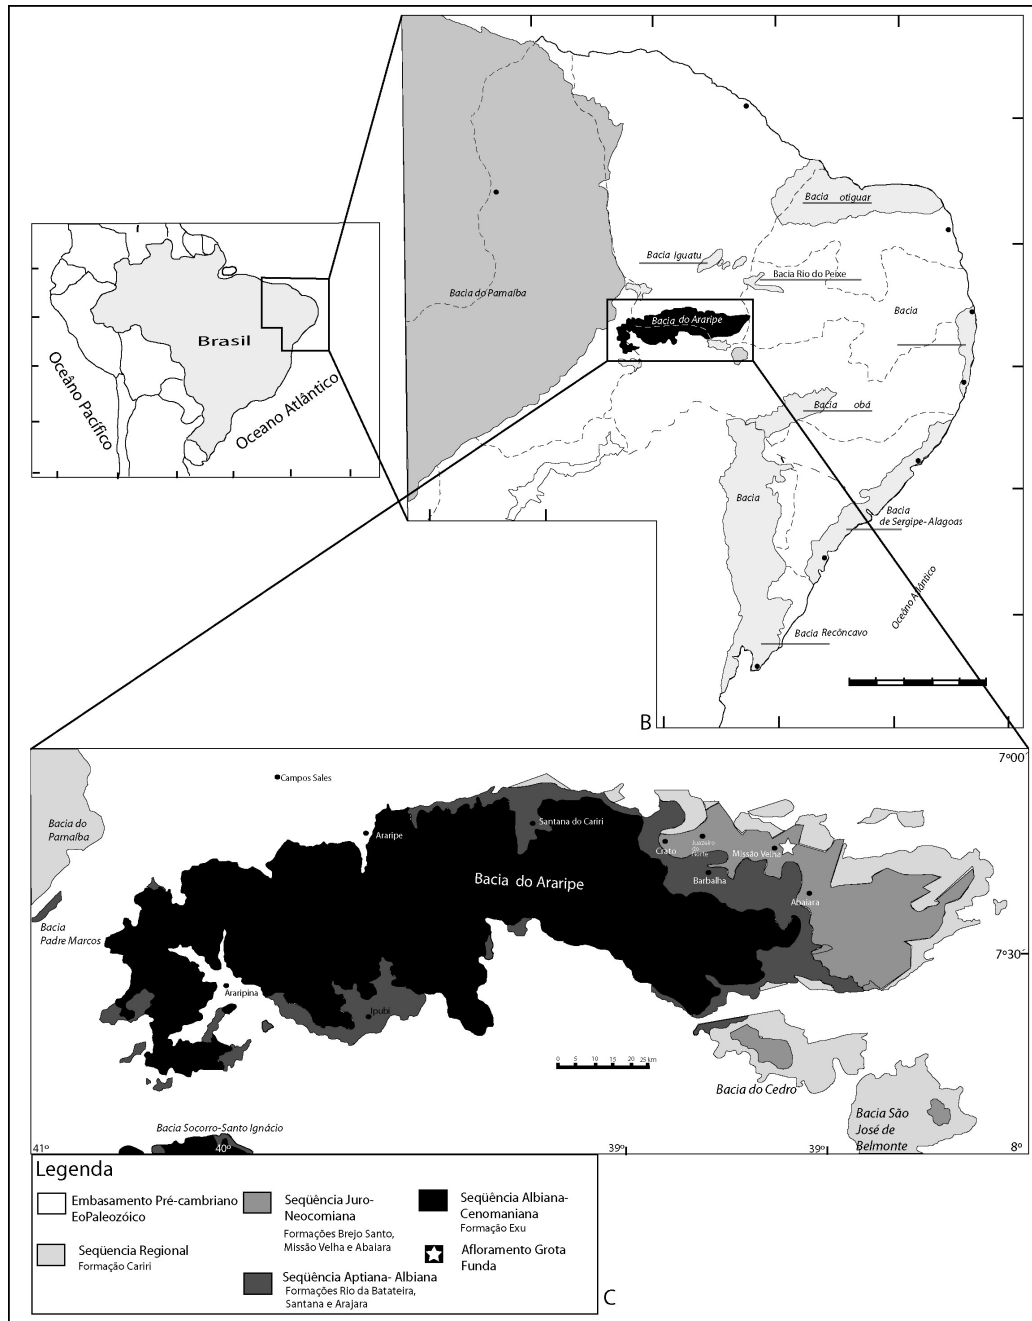 Brasil
Oceâno Pacífico
Oceano Atlântico
Bacia do Parnaíba
Bacia otiguar
Bacia Iguatu
Bacia Rio do Peixe
Bacia do Araripe
Bacia
Bacia obá
Bacia
Bacia
de Sergipe-Alagoas
Oceâno Atlântico
Bacia Recôncavo
B
7º00´
Campos Sales
Bacia do
Parnaíba
Araripe
Santana do Cariri
Crato
Juazeiro
do
Norte
Missão Velha
Barbalha
Bacia do Araripe
Abaiara
Bacia
Padre Marcos
7º30´
Araripina
Ipubi
0 5 10 15 20 25 km
Bacia do Cedro
Bacia São
José de
Belmonte
Bacia Socorro-Santo Ignácio
41º
40º
39º
39º
8º
Legenda
Embasamento Pré-cambriano
EoPaleozóico
Seqüência Regional
Formação Cariri
Seqüência Juro-
Neocomiana
Formações Brejo Santo,
Missão Velha e Abaiara
Seqüência Aptiana- Albiana
Formações Rio da Batateira,
Santana e Arajara
Seqüência Albiana-
Cenomaniana
Formação Exu
Afloramento Grota
Funda
C